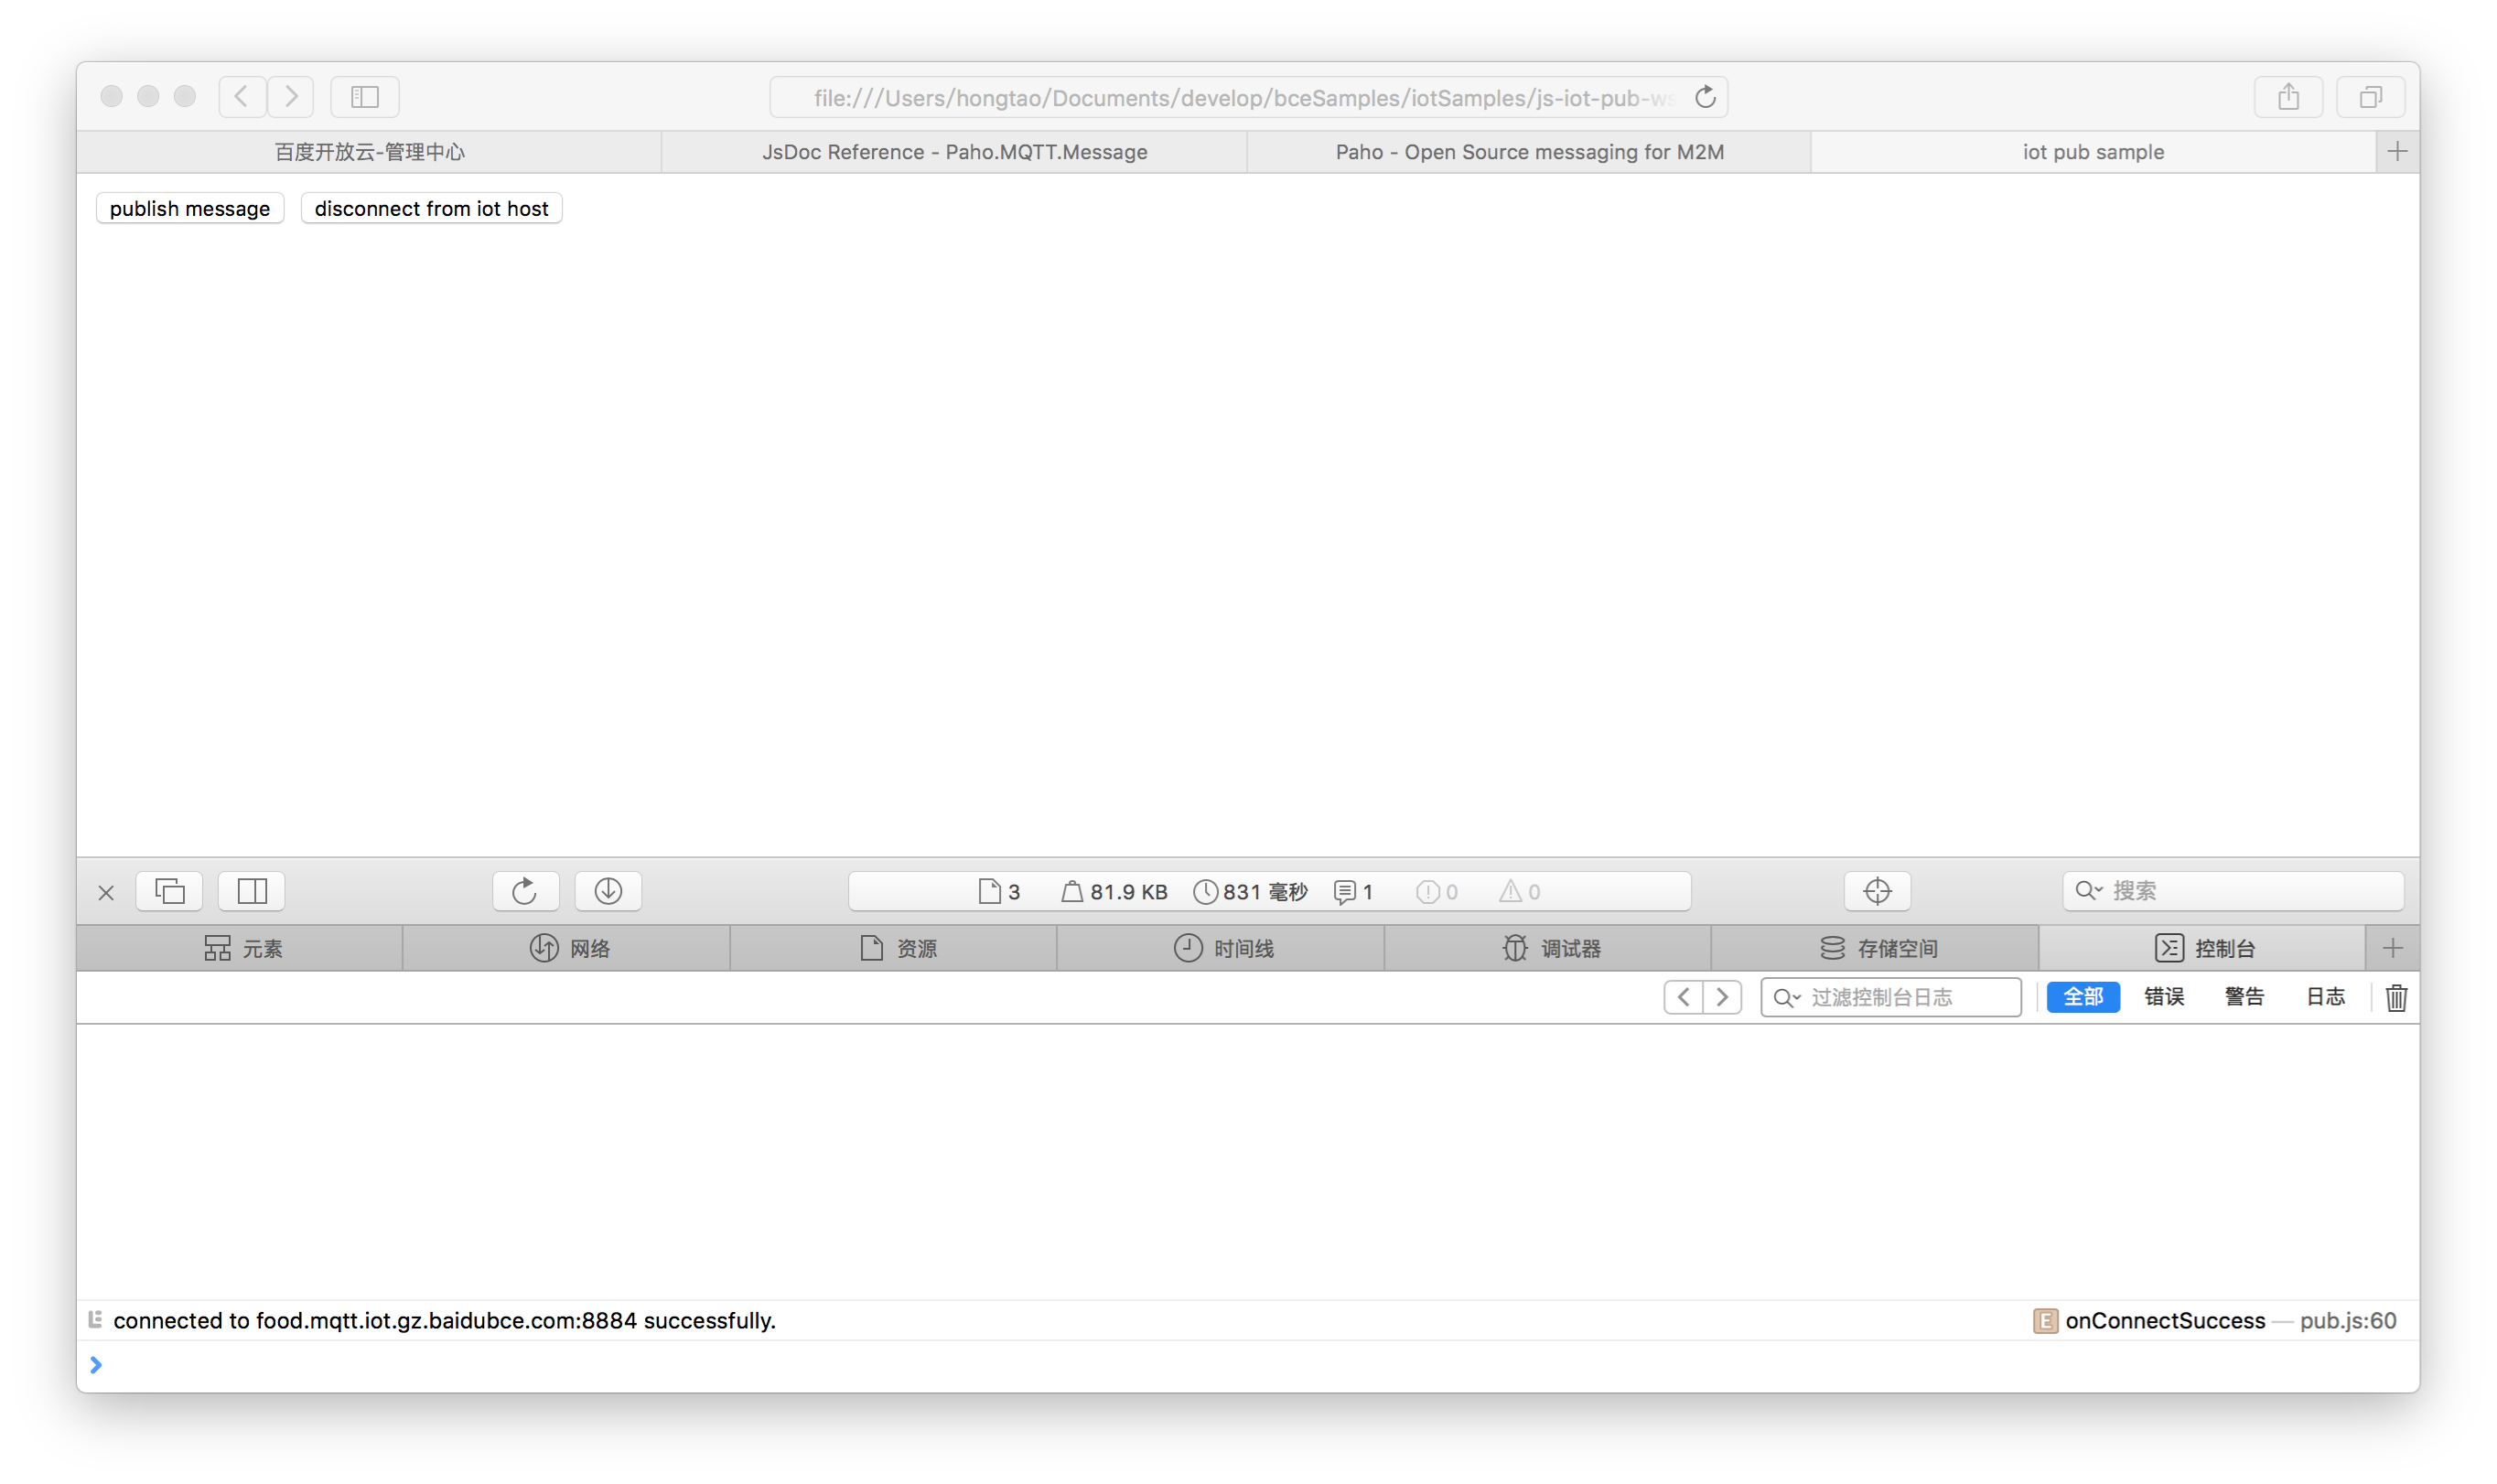 file:///Users/hongtao/Documents/develop/bceSamples/iotSamples/js-iot-pub-ws
百度开放云-管理中心 JsDoc Reference - Paho.MQTT.Message Paho - Open Source messaging for M2M iot pub sample
publish message disconnect from iot host
3 81.9 KB 831 毫秒 1 0 0 搜索
元素 网络 资源 时间线 调试器 存储空间 控制台
过滤控制台日志 全部 错误 警告 日志
connected to food.mqtt.iot.gz.baidubce.com:8884 successfully. E onConnectSuccess — pub.js:60